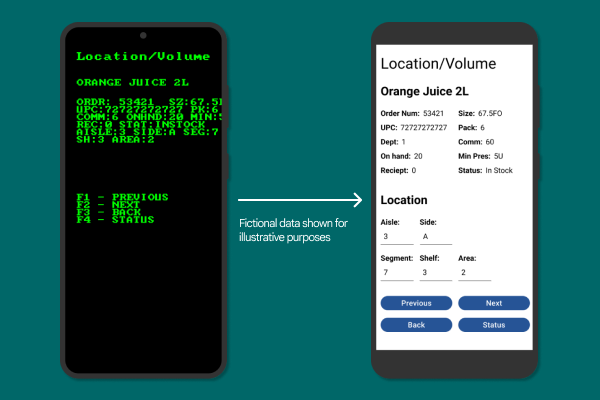 Location/Volume
ORANGE JUICE 2L
ORDR: 53421 SZ:67.5F
UPC:72727272727 PK:6
COMM:6 ONHND:20 MIN:5
REC:0 STAT:INSTOCK
AISLE:3 SIDE:A SEG:7
SH:3 AREA:2
F1 - PREVIOUS
F2 - NEXT
F3 - BACK
F4 - STATUS
Fictional data shown for
illustrative purposes
Location/Volume
Orange Juice 2L
Order Num: 53421 Size: 67.5FO
UPC: 72727272727 Pack: 6
Dept: 1 Comm: 60
On hand: 20 Min Pres: 5U
Reciept: 0 Status: In Stock
Location
Aisle: Side:
3 A
Segment: Shelf: Area:
7 3 2
Previous Next
Back Status